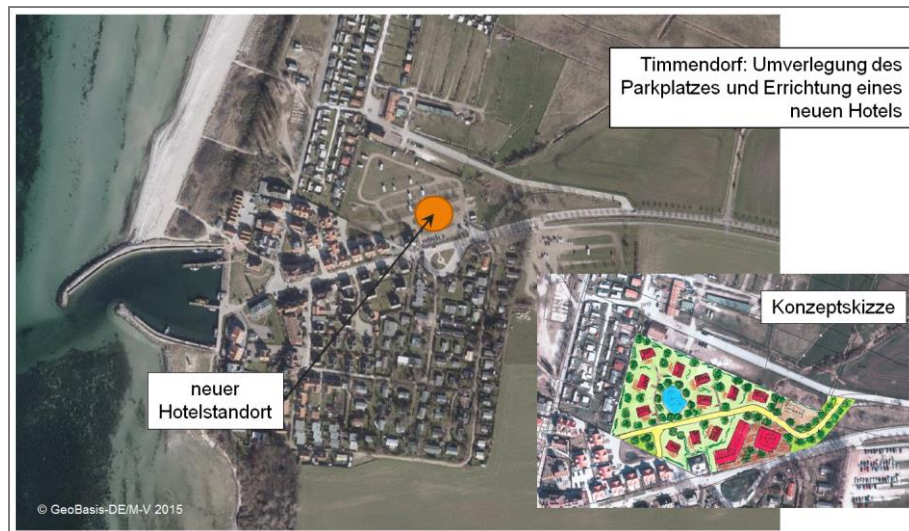 Timmendorf: Umverlegung des
Parkplatzes und Errichtung eines
neuen Hotels
Konzeptskizze
neuer
Hotelstandort
© GeoBasis-DE/M-V 2015